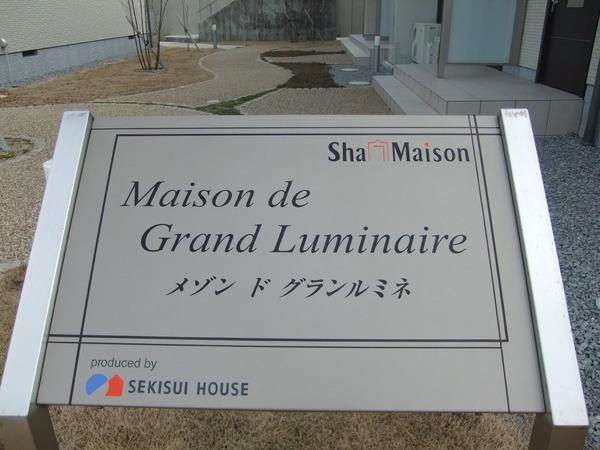 Sha Maison
Maison de
Grand Luminaire
メゾン ド グランルミネ
produced by
SEKISUI HOUSE